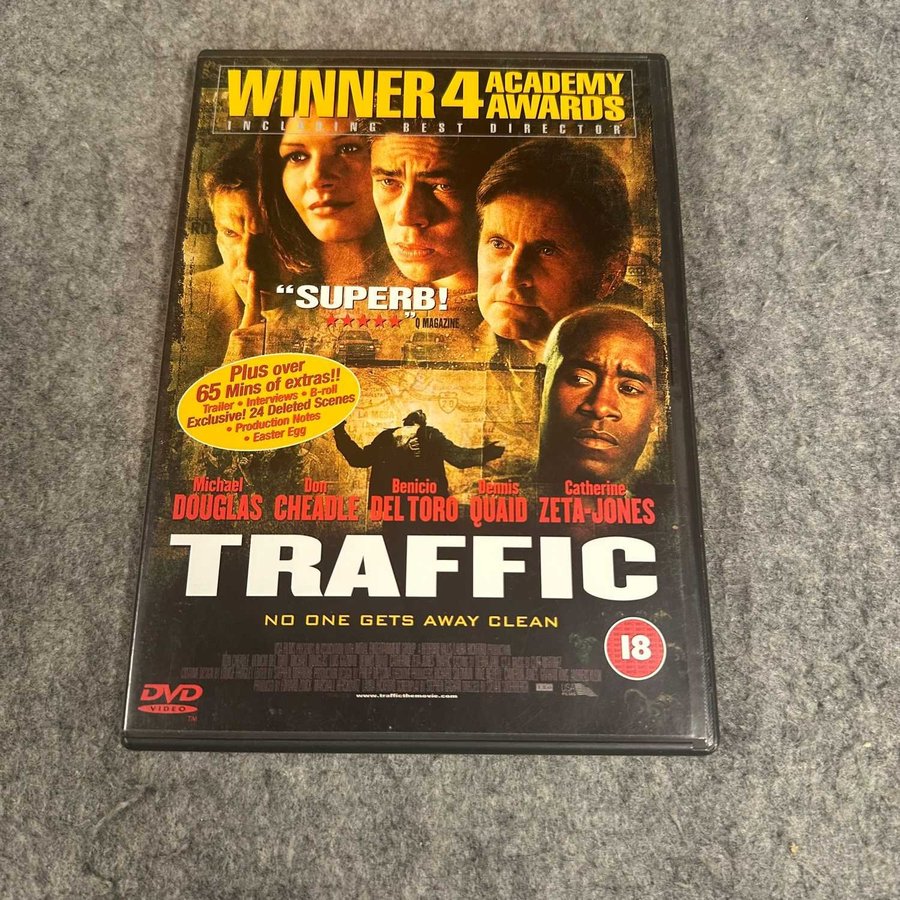 WINNER 4 ACADEMY AWARDS
INCLUDING BEST DIRECTOR
"SUPERB!
★★★★★" Q MAGAZINE
Plus over
65 Mins of extras!!
Trailer • Interviews • B-roll
Exclusive! 24 Deleted Scenes
• Production Notes
• Easter Egg
Michael DOUGLAS Don CHEADLE Benicio DEL TORO Dennis QUAID Catherine ZETA-JONES
TRAFFIC
NO ONE GETS AWAY CLEAN
18
www.trafficthemovie.com
DVD
VIDEO
TM